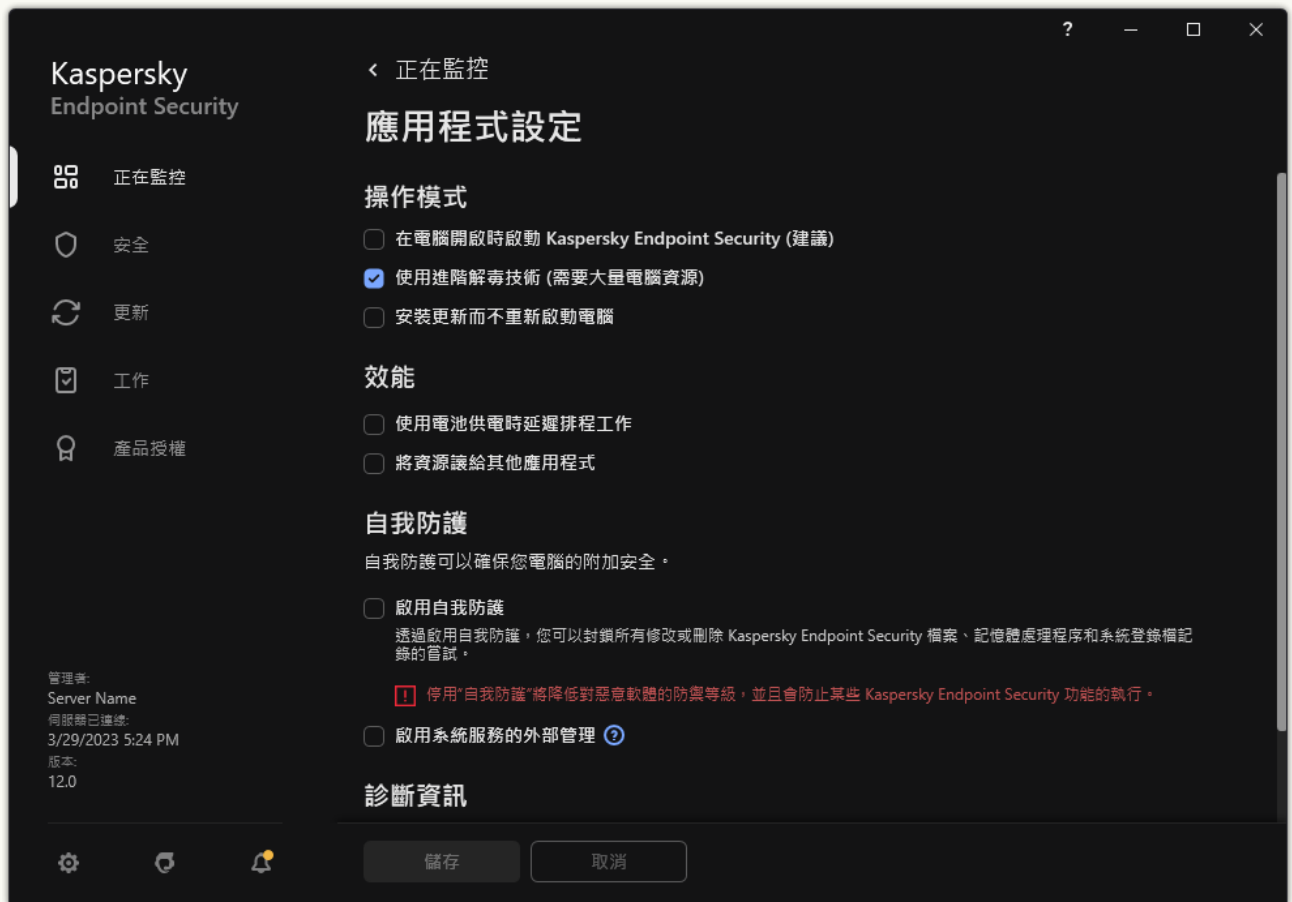 ?
Kaspersky
Endpoint Security
正在監控
安全
更新
工作
產品授權
管理者:
Server Name
伺服器已連線:
3/29/2023 5:24 PM
版本:
12.0
正在監控
應用程式設定
操作模式
在電腦開啟時啟動 Kaspersky Endpoint Security (建議)
使用進階解毒技術 (需要大量電腦資源)
安裝更新而不重新啟動電腦
效能
使用電池供電時延遲排程工作
將資源讓給其他應用程式
自我防護
自我防護可以確保您電腦的附加安全。
啟用自我防護
透過啟用自我防護，您可以封鎖所有修改或刪除 Kaspersky Endpoint Security 檔案、記憶體處理程序和系統登錄檔記
錄的嘗試。
停用"自我防護"將降低對惡意軟體的防禦等級，並且會防止某些 Kaspersky Endpoint Security 功能的執行。
啟用系統服務的外部管理 ?
診斷資訊
儲存
取消